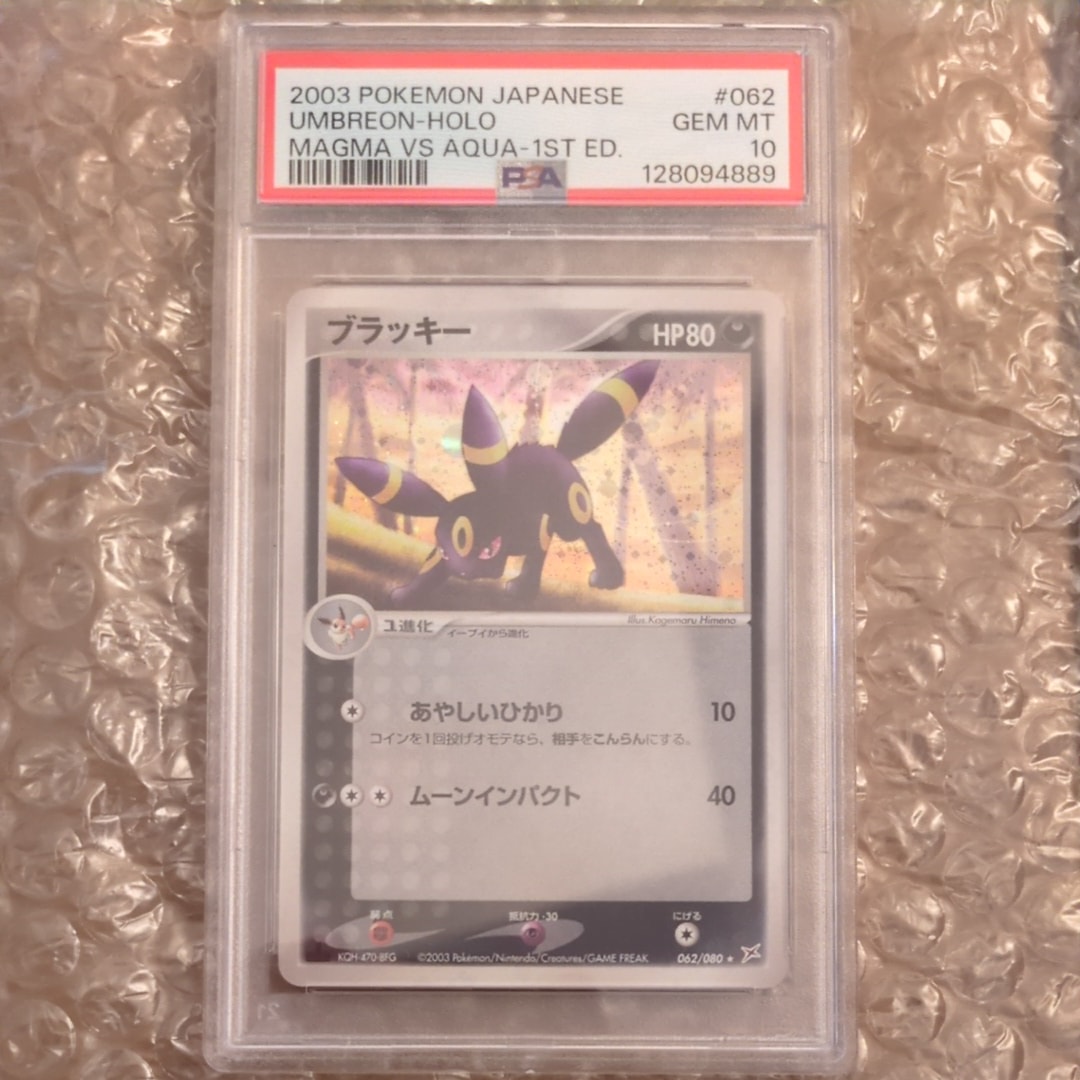 2003 POKEMON JAPANESE #062
UMBREON-HOLO GEM MT
MAGMA VS AQUA-1ST ED. 10
PSA 128094889
ブラッキー HP80
Illus. Kagemaru Himeno
1進化 イーブイから進化
あやしいひかり 10
コインを1回投げオモテなら、相手をこんらんにする。
ムーンインパクト 40
弱点 抵抗力 -30 にげる
KQH-470-BFG ©2003 Pokémon/Nintendo/Creatures/GAME FREAK 062/080 ★